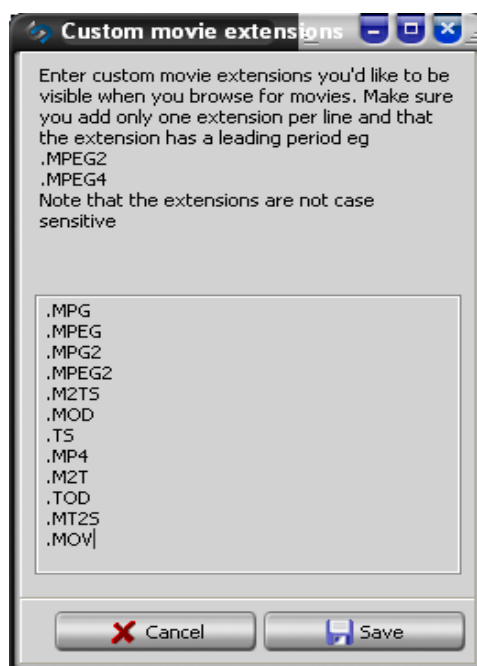 Custom movie extensions
Enter custom movie extensions you'd like to be
visible when you browse for movies. Make sure
you add only one extension per line and that
the extension has a leading period eg
.MPEG2
.MPEG4
Note that the extensions are not case
sensitive
.MPG
.MPEG
.MPG2
.MPEG2
.M2TS
.MOD
.TS
.MP4
.M2T
.TOD
.MT2S
.MOV
Cancel
Save